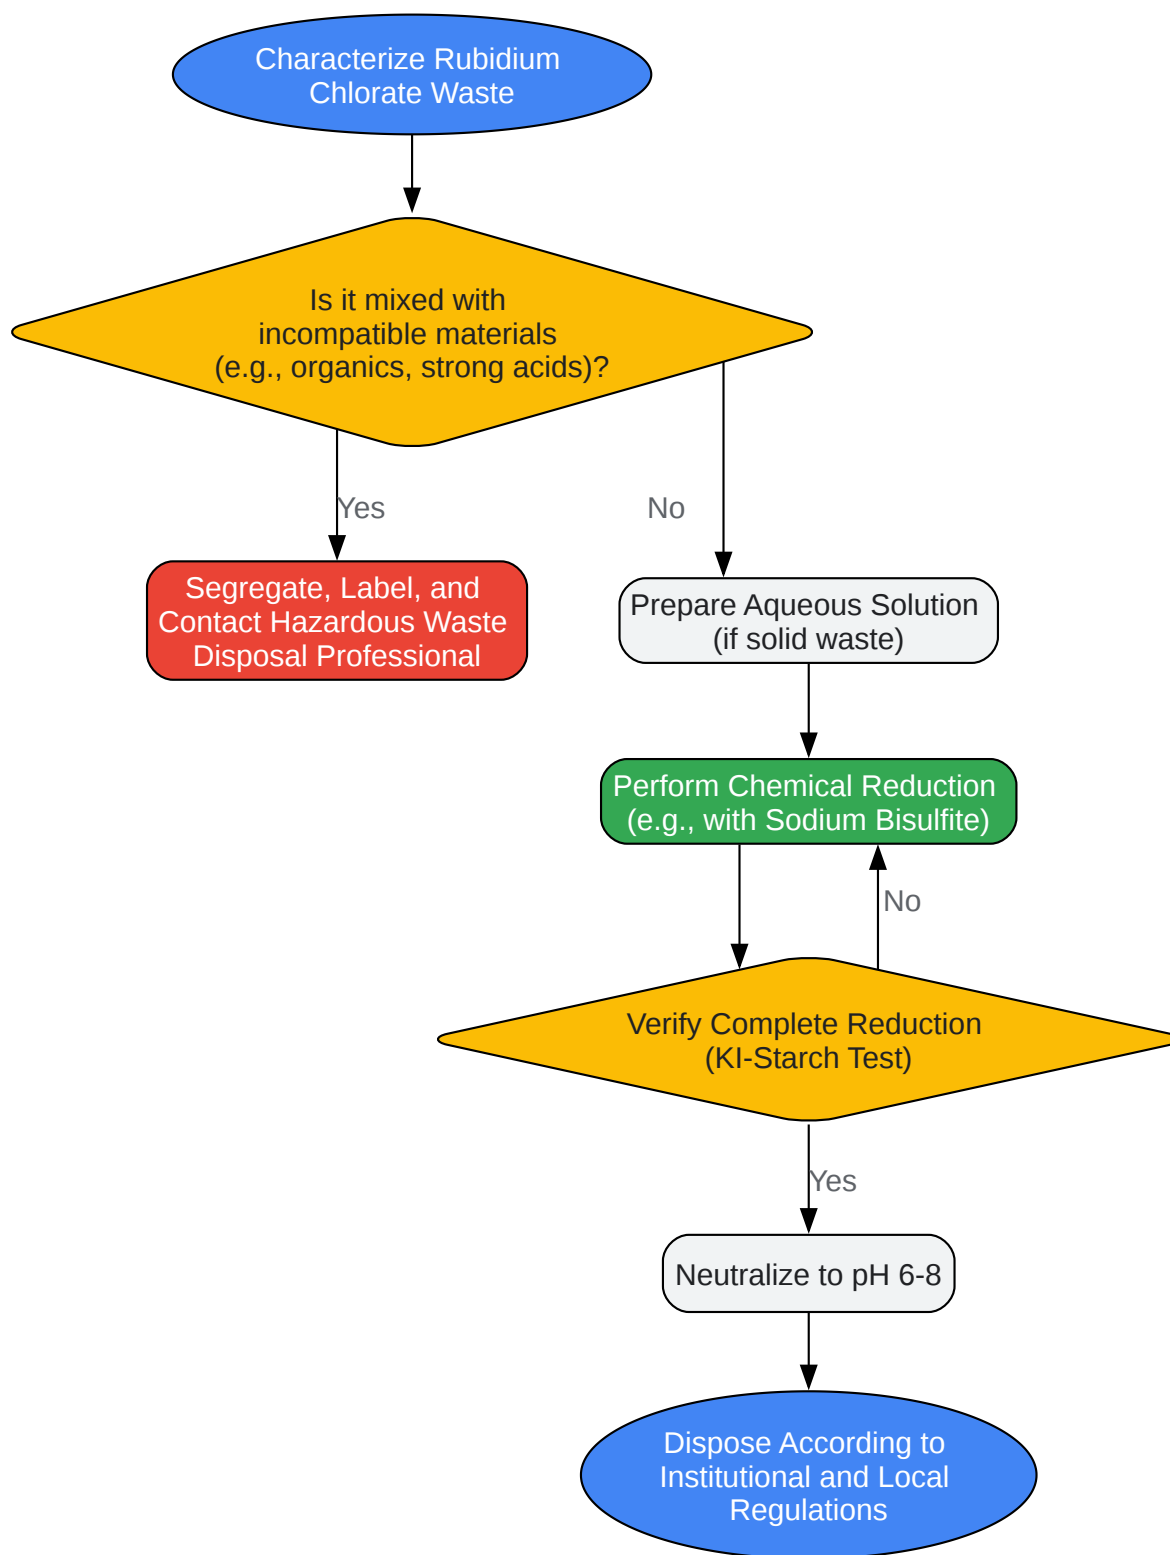 Characterize Rubidium
Chlorate Waste
Is it mixed with
incompatible materials
(e.g., organics, strong acids)?
Yes
No
Segregate, Label, and
Contact Hazardous Waste
Disposal Professional
Prepare Aqueous Solution
(if solid waste)
Perform Chemical Reduction
(e.g., with Sodium Bisulfite)
No
Verify Complete Reduction
(KI-Starch Test)
Yes
Neutralize to pH 6-8
Dispose According to
Institutional and Local
Regulations